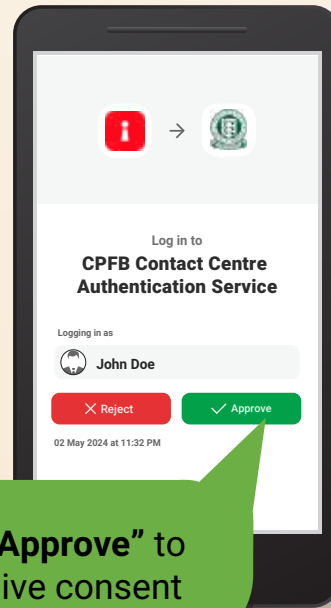 Log in to
CPFB Contact Centre
Authentication Service
Logging in as
John Doe
Reject
Approve
02 May 2024 at 11:32 PM
Approve” to
consent